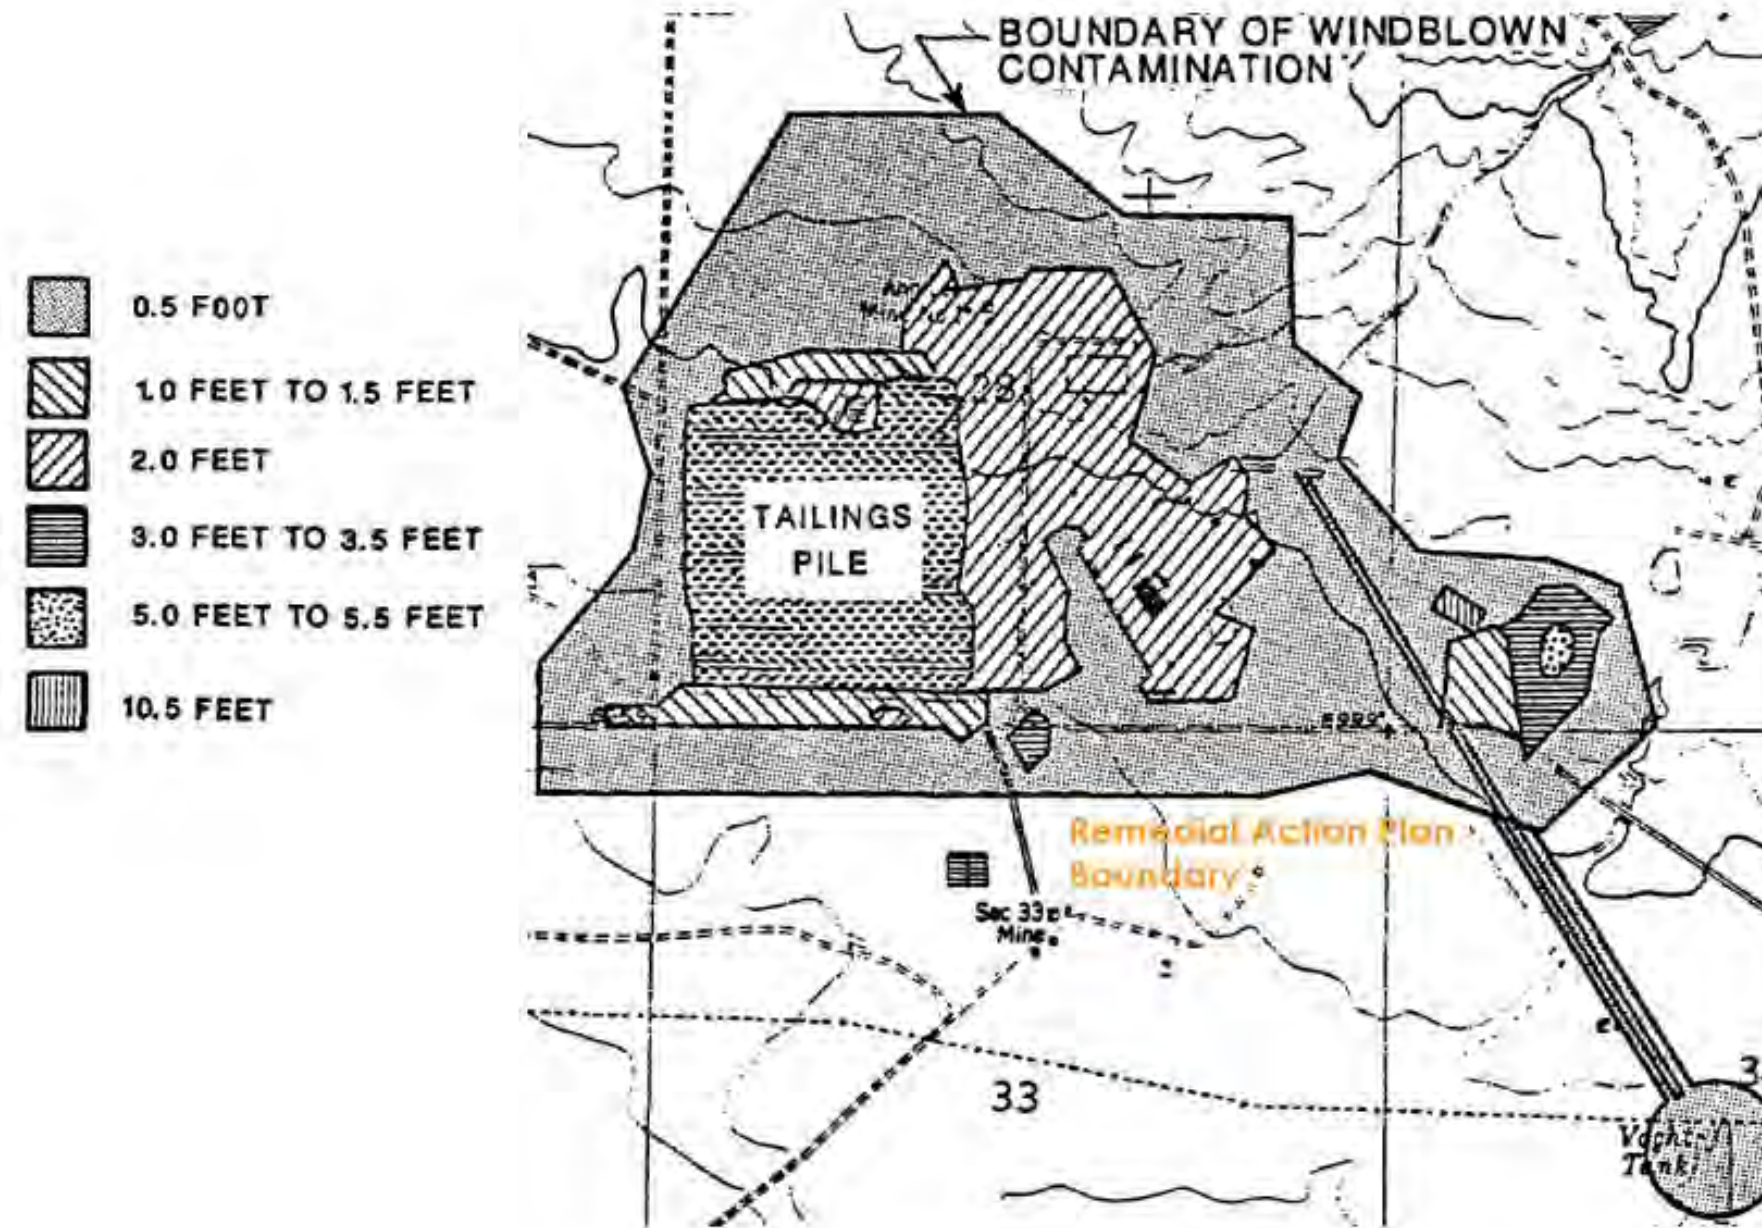 BOUNDARY OF WINDBLOWN
CONTAMINATION
0.5 FOOT
1.0 FEET TO 1.5 FEET
2.0 FEET
3.0 FEET TO 3.5 FEET
5.0 FEET TO 5.5 FEET
10.5 FEET
TAILINGS
PILE
Remedial Action Plan
Boundary
Sec 33
Mine
33
3
Tank